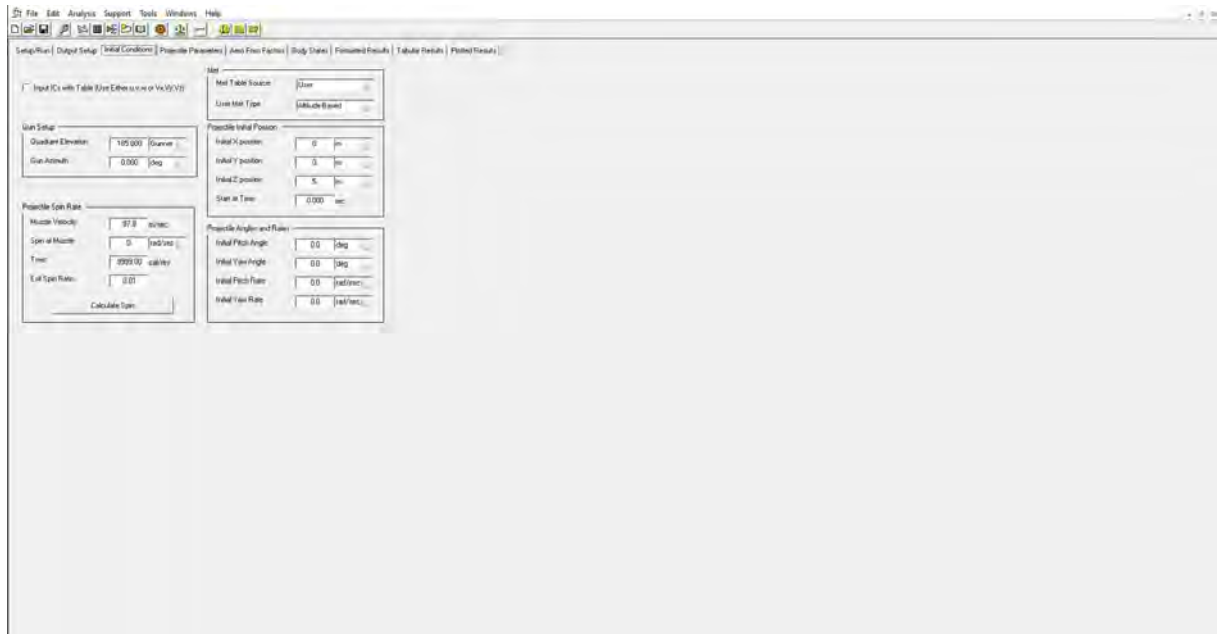 File Edit Analysis Support Tools Windows Help
Setup/Run Output Setup Initial Conditions Projectile Parameters Aero Force Factors Body States Formatted Results Tabular Results Plotted Results
Input ICs with Table (Use Either u,v,w or Vx,Vy,Vz)
Met
Met Table Source: User
User Met Type: Altitude Based
Gun Setup
Quadrant Elevation: 105.000 Gunner
Gun Azimuth: 0.000 deg
Projectile Initial Position
Initial X position: 0. m
Initial Y position: 0. m
Initial Z position: 5. m
Start at Time: 0.000 sec
Projectile Spin Rate
Muzzle Velocity: 97.0 m/sec
Spin at Muzzle: 0. rad/sec
Twist: 9999.00 cal/rev
Exit Spin Rate: 0.01
Calculate Spin
Projectile Angles and Rates
Initial Pitch Angle: 0.0 deg
Initial Yaw Angle: 0.0 deg
Initial Pitch Rate: 0.0 rad/sec
Initial Yaw Rate: 0.0 rad/sec